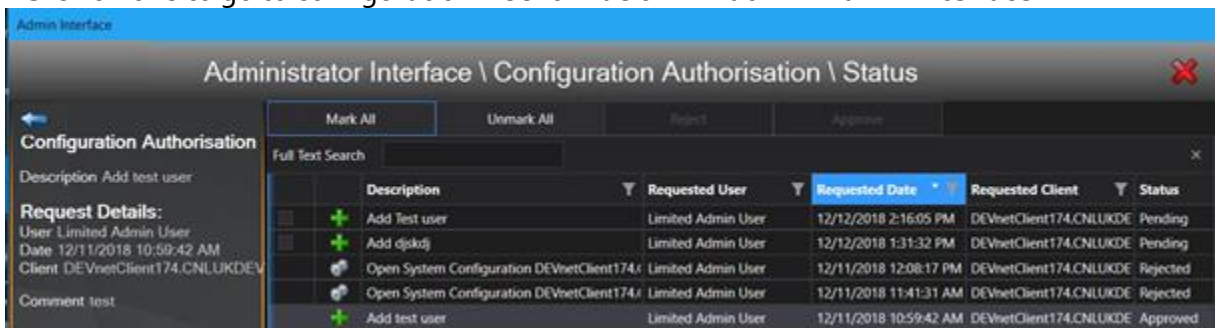 Admin Interface
Administrator Interface \ Configuration Authorisation \ Status
Mark All Unmark All Reject Approve
Configuration Authorisation
Full Text Search
Description Add test user
Request Details:
User Limited Admin User
Date 12/11/2018 10:59:42 AM
Client DEVnetClient174.CNLUKDEV
Comment test
Description Requested User Requested Date Requested Client Status
Add Test user Limited Admin User 12/12/2018 2:16:05 PM DEVnetClient174.CNLUKDE Pending
Add djskdj Limited Admin User 12/12/2018 1:31:32 PM DEVnetClient174.CNLUKDE Pending
Open System Configuration DEVnetClient174.( Limited Admin User 12/11/2018 12:08:17 PM DEVnetClient174.CNLUKDE Rejected
Open System Configuration DEVnetClient174.( Limited Admin User 12/11/2018 11:41:31 AM DEVnetClient174.CNLUKDE Rejected
Add test user Limited Admin User 12/11/2018 10:59:42 AM DEVnetClient174.CNLUKDE Approved